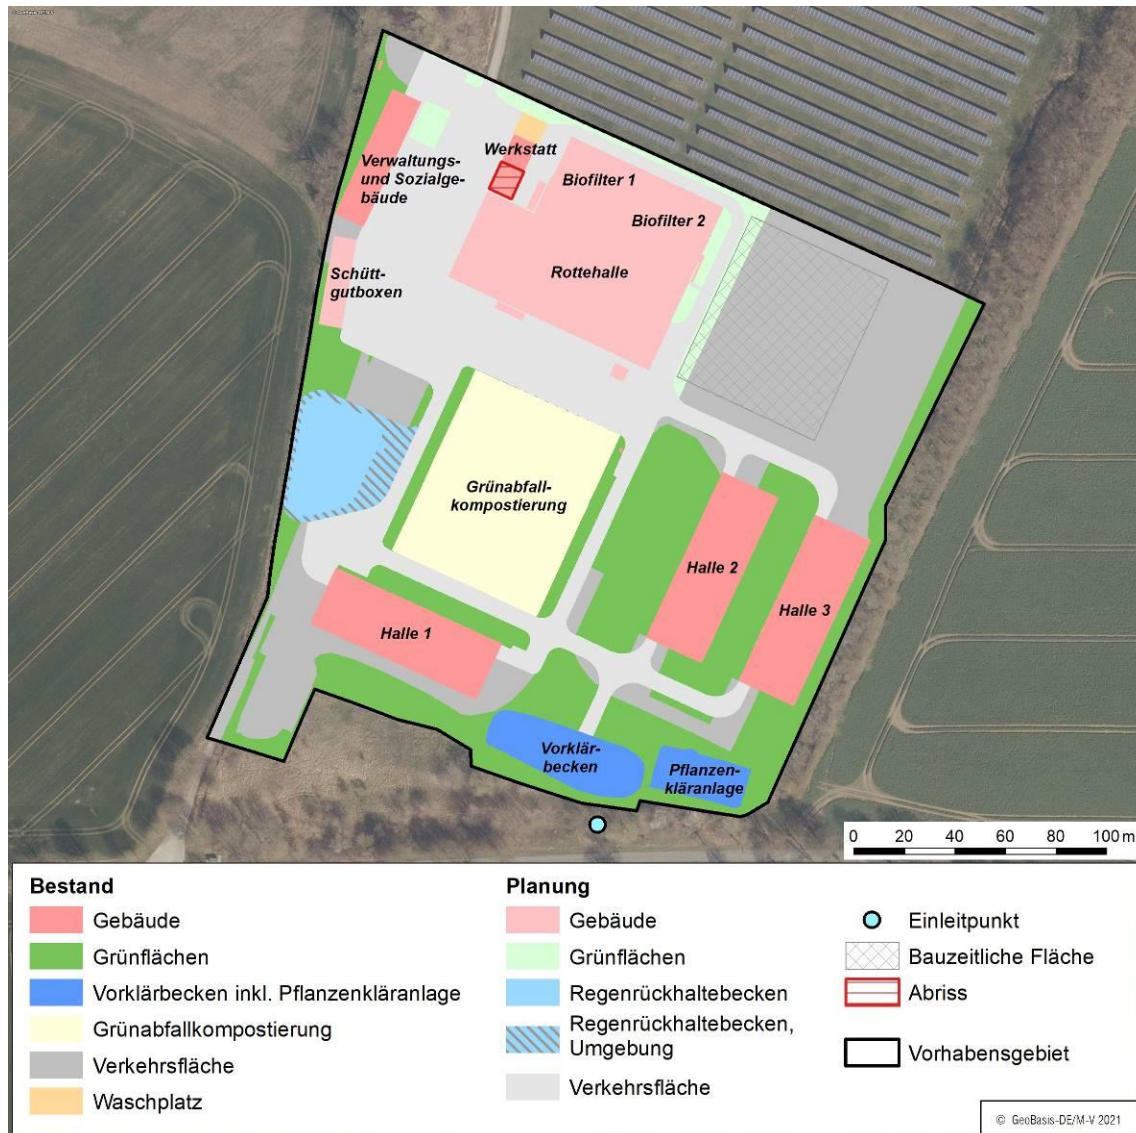 Werkstatt
Verwaltungs-
und Sozialge-
bäude
Biofilter 1
Biofilter 2
Rottehalle
Schütt-
gutboxen
Grünabfall-
kompostierung
Halle 2
Halle 3
Halle 1
Vorklär-
becken
Pflanzen-
kläranlage
0 20 40 60 80 100 m
Bestand
Gebäude
Grünflächen
Vorklärbecken inkl. Pflanzenkläranlage
Grünabfallkompostierung
Verkehrsfläche
Waschplatz
Planung
Gebäude
Grünflächen
Regenrückhaltebecken
Regenrückhaltebecken,
Umgebung
Verkehrsfläche
Einleitpunkt
Bauzeitliche Fläche
Abriss
Vorhabensgebiet
© GeoBasis-DE/M-V 2021